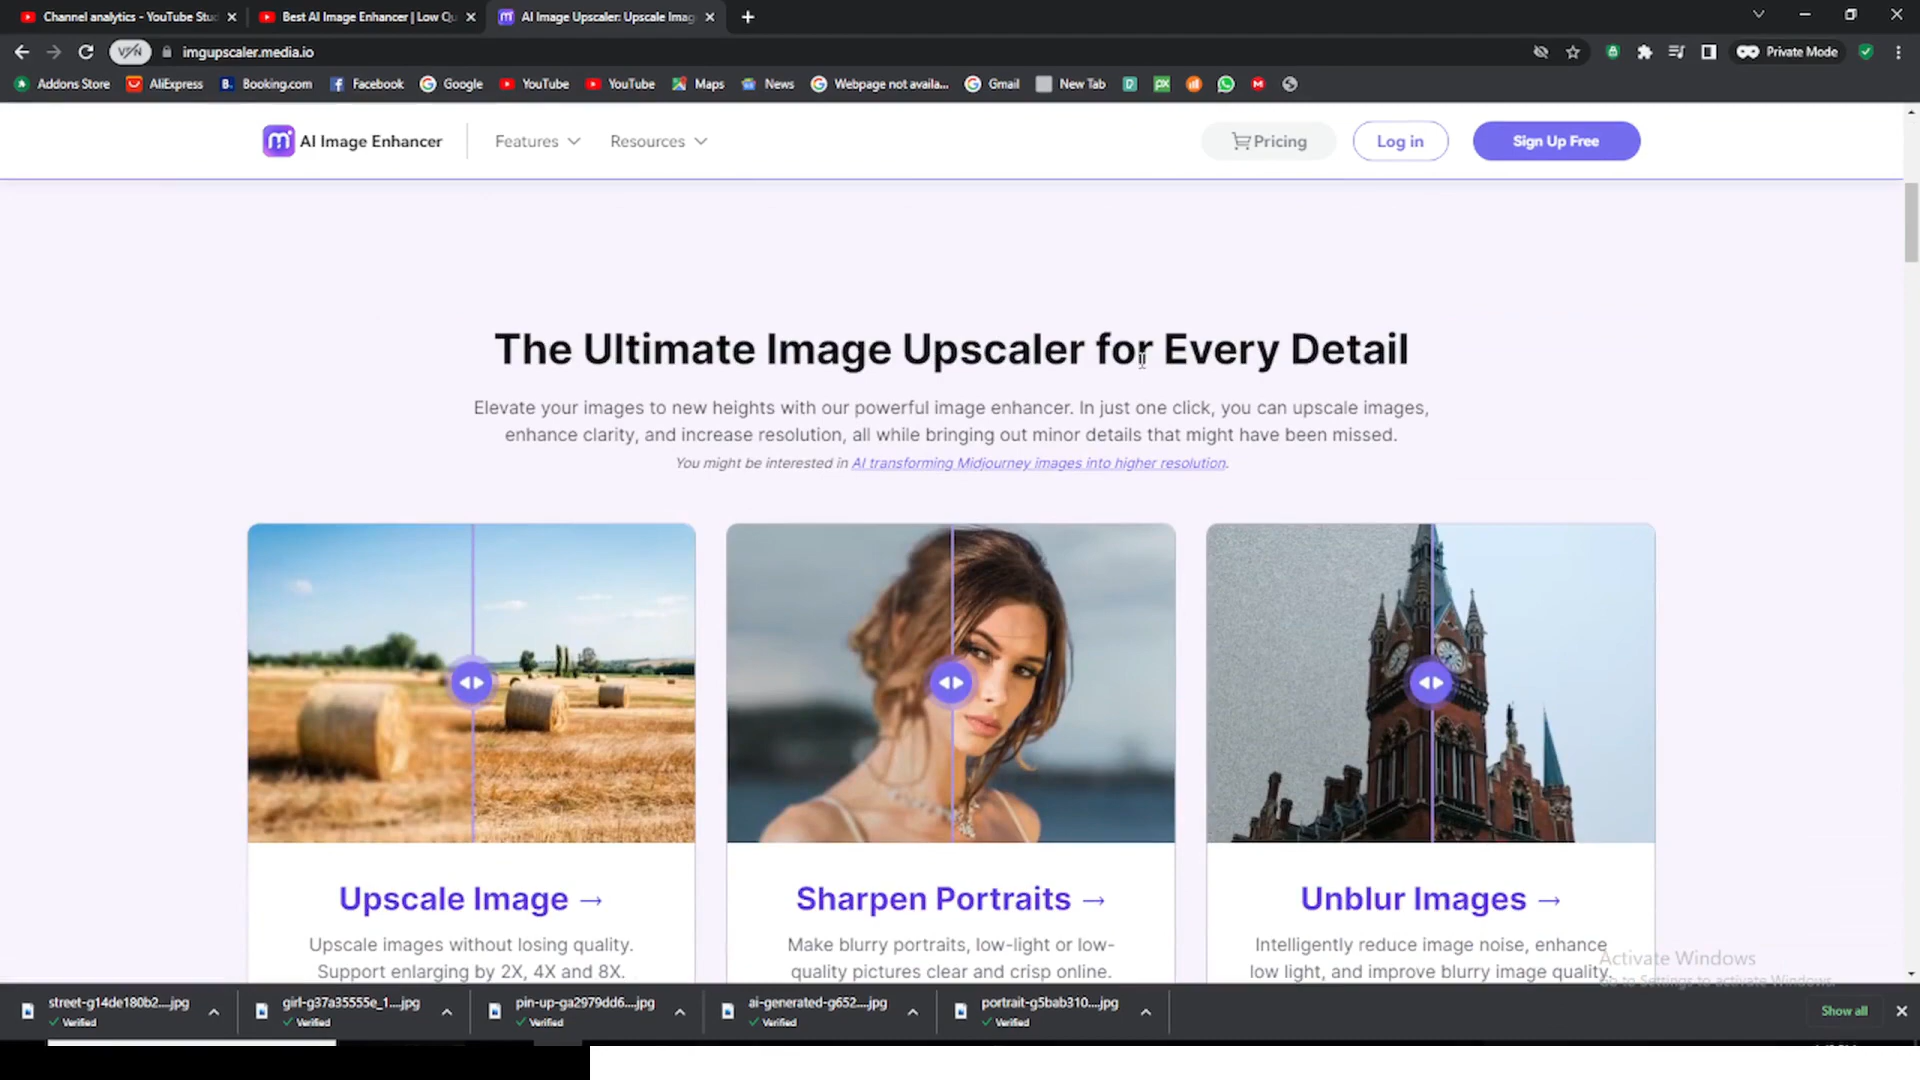 Channel analytics - YouTube Stu
Best AI Image Enhancer | Low Qu
AI Image Upscaler: Upscale Imag
VPN
imgupscaler.media.io
Private Mode
Addons Store
AliExpress
B.
Booking.com
Facebook
Google
YouTube
YouTube
Maps
News
Webpage not availa...
Gmail
New Tab
AI Image Enhancer
Features
Resources
Pricing
Log in
Sign Up Free
The Ultimate Image Upscaler for Every Detail
Elevate your images to new heights with our powerful image enhancer. In just one click, you can upscale images,
enhance clarity, and increase resolution, all while bringing out minor details that might have been missed.
You might be interested in AI transforming Midjourney images into higher resolution.
Upscale Image →
Sharpen Portraits →
Unblur Images →
Upscale images without losing quality.
Support enlarging by 2X, 4X and 8X.
Make blurry portraits, low-light or low-
quality pictures clear and crisp online.
Intelligently reduce image noise, enhance
low light, and improve blurry image quality.
Activate Windows
Go to Settings to activate Windows.
street-g14de180b2....jpg
Verified
girl-g37a35555e_1....jpg
Verified
pin-up-ga2979dd6....jpg
Verified
ai-generated-g652....jpg
Verified
portrait-g5bab310....jpg
Verified
Show all